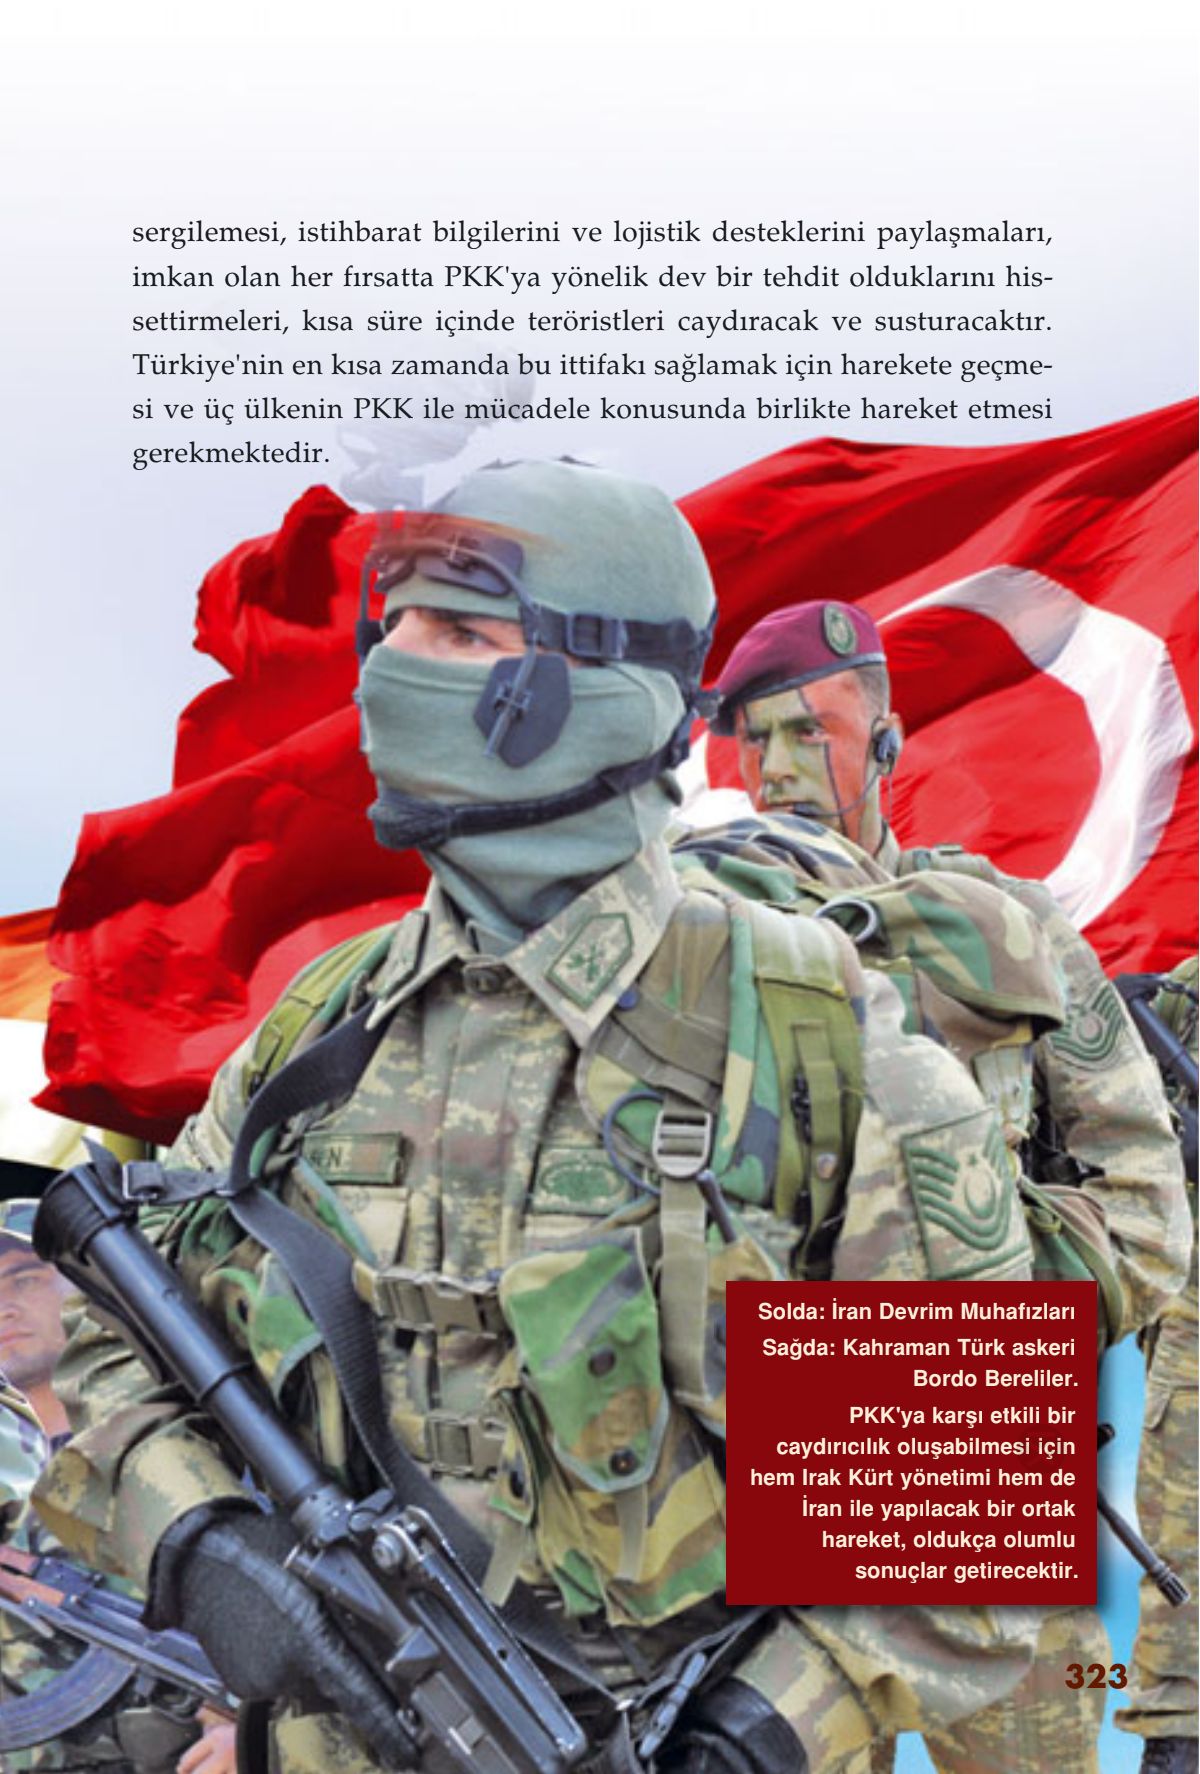 sergilemesi, istihbarat bilgilerini ve lojistik desteklerini paylaşmaları,
imkan olan her fırsatta PKK'ya yönelik dev bir tehdit olduklarını his-
settirmeleri, kısa süre içinde teröristleri caydıracak ve susturacaktır.
Türkiye'nin en kısa zamanda bu ittifakı sağlamak için harekete geçme-
si ve üç ülkenin PKK ile mücadele konusunda birlikte hareket etmesi
gerekmektedir.
Solda: İran Devrim Muhafızları
Sağda: Kahraman Türk askeri
Bordo Bereliler.
PKK'ya karşı etkili bir
caydırıcılık oluşabilmesi için
hem Irak Kürt yönetimi hem de
İran ile yapılacak bir ortak
hareket, oldukça olumlu
sonuçlar getirecektir.
323